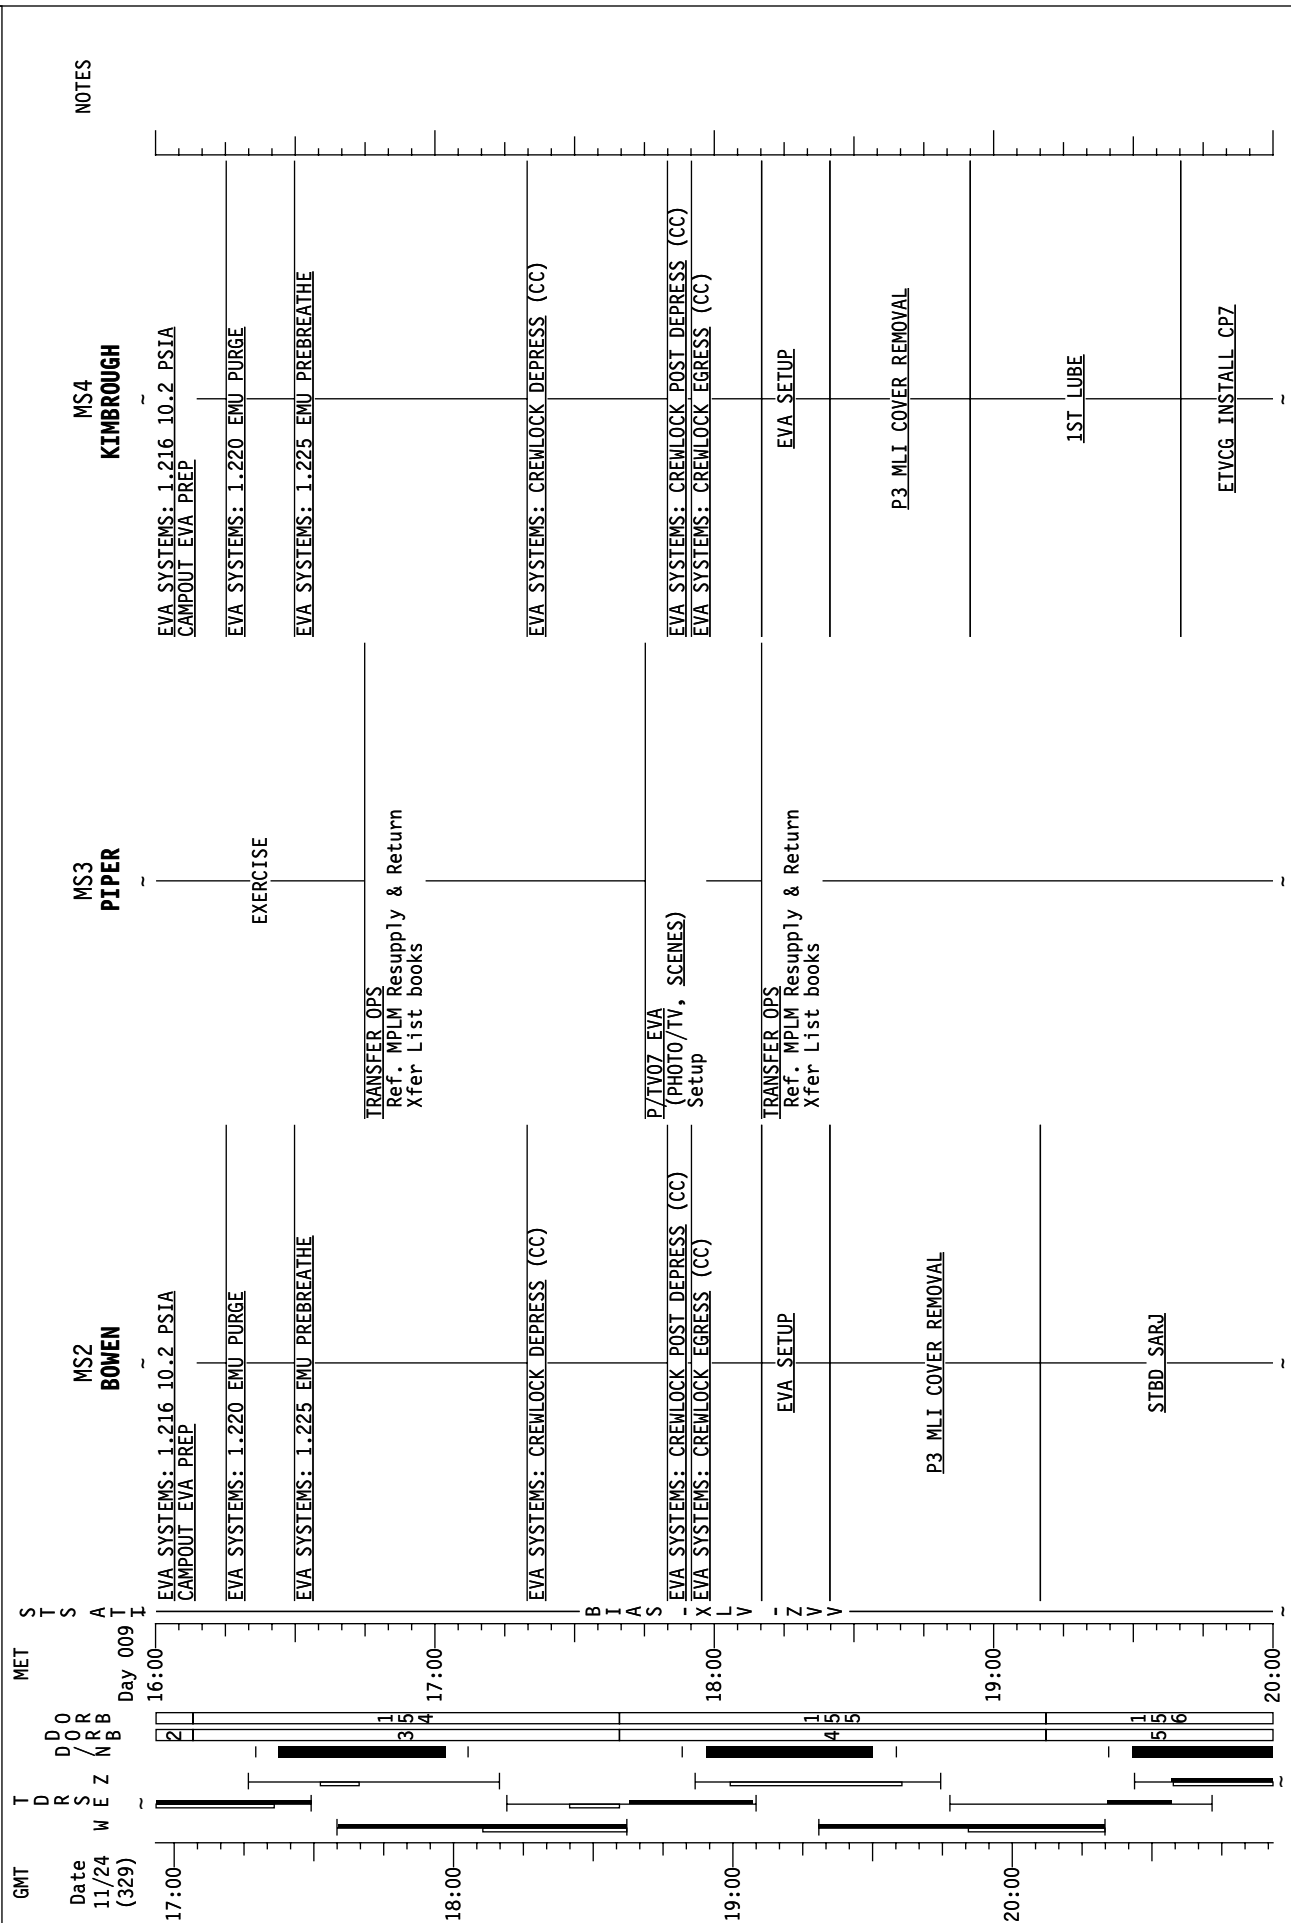 GMT
Date
11/24
(329)
17:00
18:00
19:00
20:00
T
D
R
S
W E Z
D
O
/
N
D
O
R
B
R
B
2
3
4
5
154
155
156
MET
Day 009
16:00
17:00
18:00
19:00
20:00
S
T
S
A
T
T
BIAS -XLV -ZVV
MS2
BOWEN
EVA SYSTEMS: 1.216 10.2 PSIA
CAMPOUT EVA PREP
EVA SYSTEMS: 1.220 EMU PURGE
EVA SYSTEMS: 1.225 EMU PREBREATHE
EVA SYSTEMS: CREWLOCK DEPRESS (CC)
EVA SYSTEMS: CREWLOCK POST DEPRESS (CC)
EVA SYSTEMS: CREWLOCK EGRESS (CC)
EVA SETUP
P3 MLI COVER REMOVAL
STBD SARJ
MS3
PIPER
EXERCISE
TRANSFER OPS
Ref. MPLM Resupply & Return
Xfer List books
P/TV07 EVA
(PHOTO/TV, SCENES)
Setup
TRANSFER OPS
Ref. MPLM Resupply & Return
Xfer List books
MS4
KIMBROUGH
EVA SYSTEMS: 1.216 10.2 PSIA
CAMPOUT EVA PREP
EVA SYSTEMS: 1.220 EMU PURGE
EVA SYSTEMS: 1.225 EMU PREBREATHE
EVA SYSTEMS: CREWLOCK DEPRESS (CC)
EVA SYSTEMS: CREWLOCK POST DEPRESS (CC)
EVA SYSTEMS: CREWLOCK EGRESS (CC)
EVA SETUP
P3 MLI COVER REMOVAL
1ST LUBE
ETVCG INSTALL CP7
NOTES